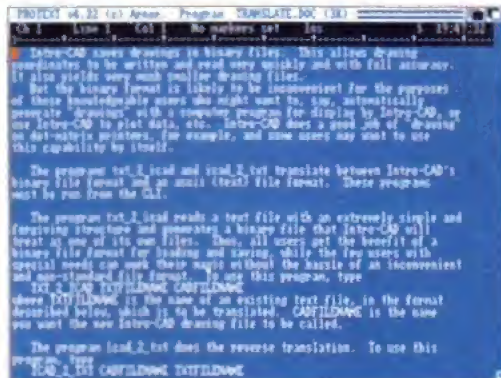 PROTEXT v4.22 (c) Arnor. Program TRANSLATE.DOC (3K)
Ch 1 Line 1 Col 1 No markers set Ins
Intro-CAD saves drawings in binary files. This allows drawing
coordinates to be written and read very quickly and with full accuracy.
It also yields very much smaller drawing files.
But the binary format is likely to be inconvenient for the purposes
of those knowledgeable users who might want to, say, automatically
generate drawings with a computer program for display by Intro-CAD, or
use Intro-CAD to plot data, etc. Intro-CAD does a good job of drawing
on dot-matrix printers, for example, and some users may want to use
this capability by itself.
The programs txt_2_icad and icad_2_txt translate between Intro-CAD's
binary file format and an ascii (text) file format. These programs
must be run from the CLI.
The program txt_2_icad reads a text file with an extremely simple and
forgiving structure and generates a binary file that Intro-CAD will
treat as one of its own files. Thus, all users get the benefit of a
binary file format for loading and saving, while the few users with
special needs can work their magic without the hassle of an inconvenient
and non-standard file format. To use this program, type
TXT_2_ICAD TXTFILENAME CADFILENAME
where TXTFILENAME is the name of an existing text file, in the format
described below, which is to be translated. CADFILENAME is the name
you want the new Intro-CAD drawing file to be called.
The program icad_2_txt does the reverse translation. To use this
program, type
ICAD_2_TXT CADFILENAME TXTFILENAME